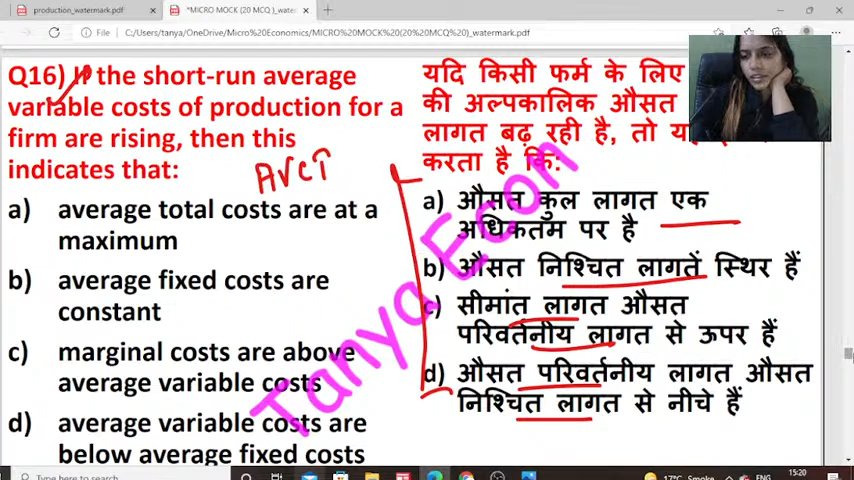 production_watermark.pdf
*MICRO MOCK (20 MCQ )_water
File
C:/Users/tanya/OneDrive/Micro%20Economics/MICRO%20MOCK%20(20%20MCQ%20)_watermark.pdf
Q16) If the short-run average
variable costs of production for a
firm are rising, then this
indicates that:
AVC↑
a) average total costs are at a
maximum
b) average fixed costs are
constant
c) marginal costs are above
average variable costs
d) average variable costs are
below average fixed costs
यदि किसी फर्म के लिए
की अल्पकालिक औसत
लागत बढ़ रही है, तो
करता है कि:
a) औसत कुल लागत एक
अधिकतम पर है
b) औसत निश्चित लागतें स्थिर हैं
c) सीमांत लागत औसत
परिवर्तनीय लागत से ऊपर हैं
d) औसत परिवर्तनीय लागत औसत
निश्चित लागत से नीचे हैं
Tanya Econ
Type here to search
17°C Smoke
ENG
15:20